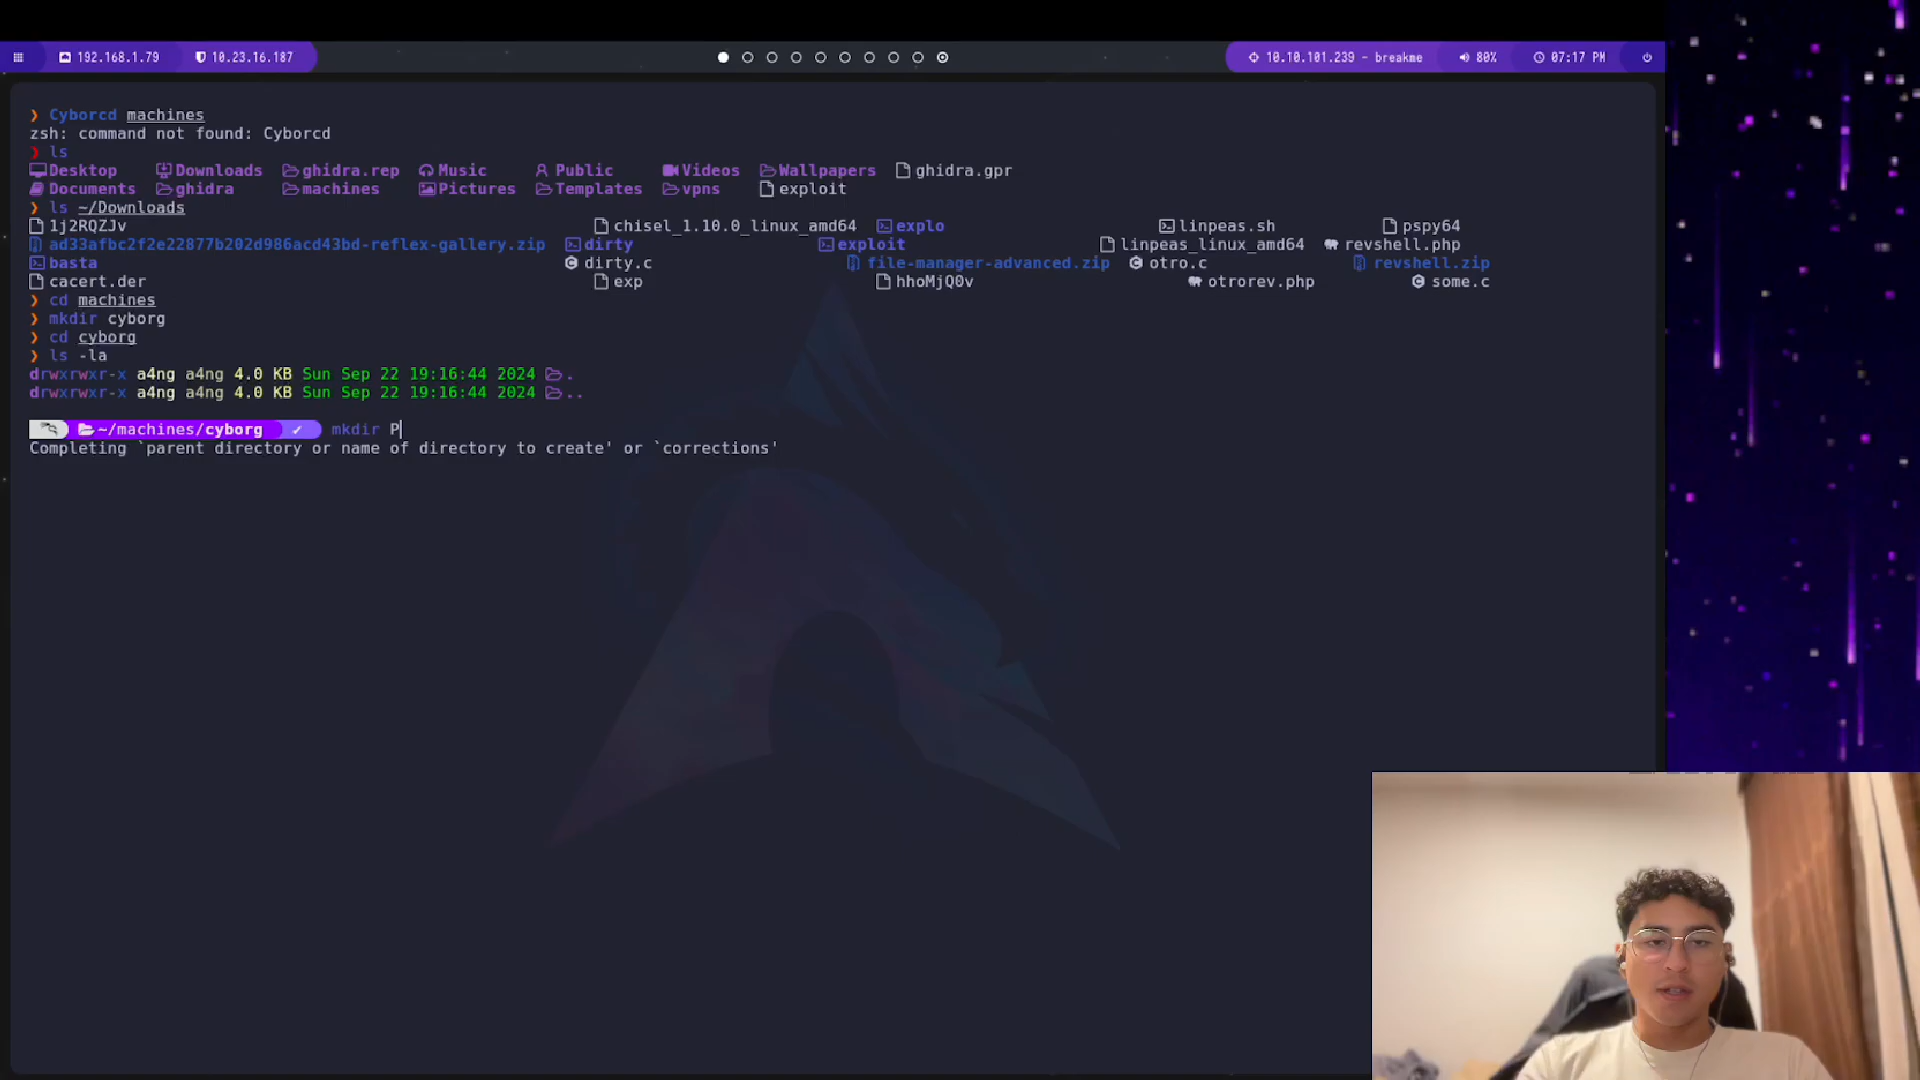 192.168.1.79 10.23.16.187 10.10.101.239 - breakme 80% 07:17 PM
❯ Cyborcd machines
zsh: command not found: Cyborcd
❯ ls
Desktop Downloads ghidra.rep Music Public Videos Wallpapers ghidra.gpr
Documents ghidra machines Pictures Templates vpns exploit
❯ ls ~/Downloads
1j2RQZJv chisel_1.10.0_linux_amd64 explo linpeas.sh pspy64
ad33afbc2f2e22877b202d986acd43bd-reflex-gallery.zip dirty exploit linpeas_linux_amd64 revshell.php
basta dirty.c file-manager-advanced.zip otro.c revshell.zip
cacert.der exp hhoMjQ0v otrorev.php some.c
❯ cd machines
❯ mkdir cyborg
❯ cd cyborg
❯ ls -la
drwxrwxr-x a4ng a4ng 4.0 KB Sun Sep 22 19:16:44 2024 .
drwxrwxr-x a4ng a4ng 4.0 KB Sun Sep 22 19:16:44 2024 ..
~/machines/cyborg ✓ mkdir P
Completing `parent directory or name of directory to create' or `corrections'